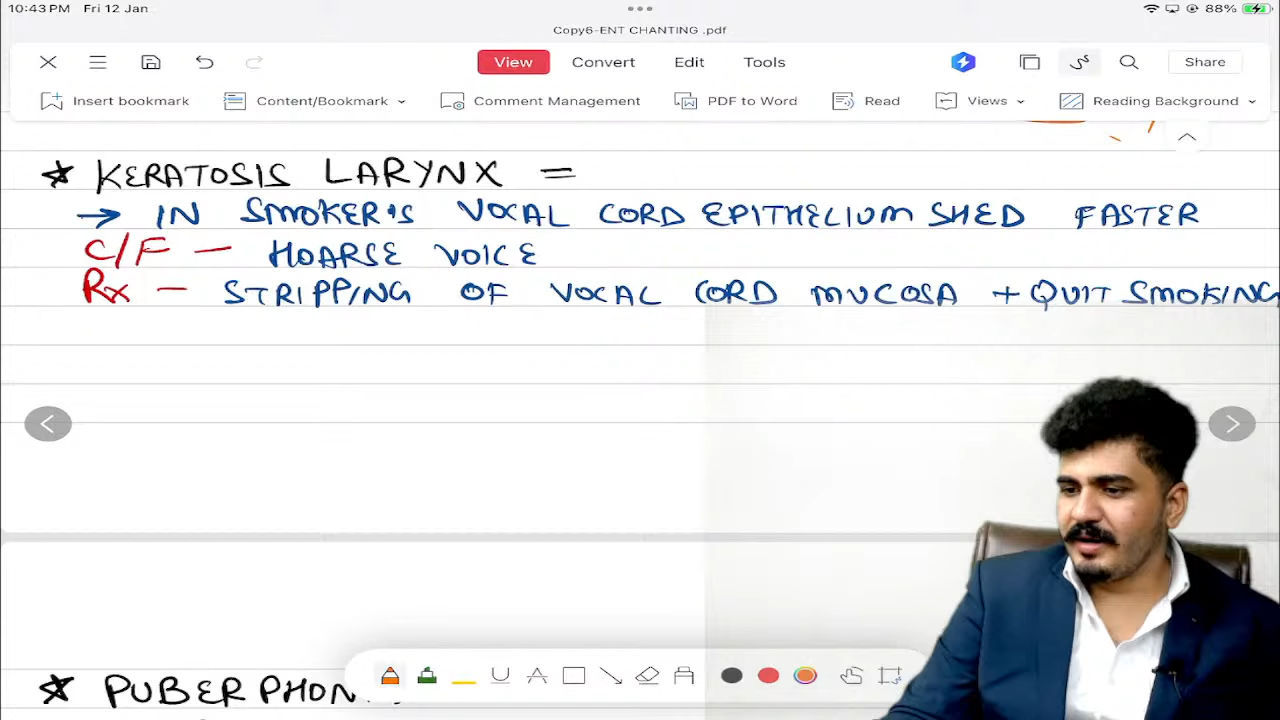 10:43 PM Fri 12 Jan
88%
Copy6-ENT CHANTING .pdf
View Convert Edit Tools Share
Insert bookmark Content/Bookmark Comment Management PDF to Word Read Views Reading Background
★ KERATOSIS LARYNX =
→ IN SMOKER'S VOCAL CORD EPITHELIUM SHED FASTER
C/F — HOARSE VOICE
Rx — STRIPPING OF VOCAL CORD MUCOSA + QUIT SMOKING
★ PUBERPHON